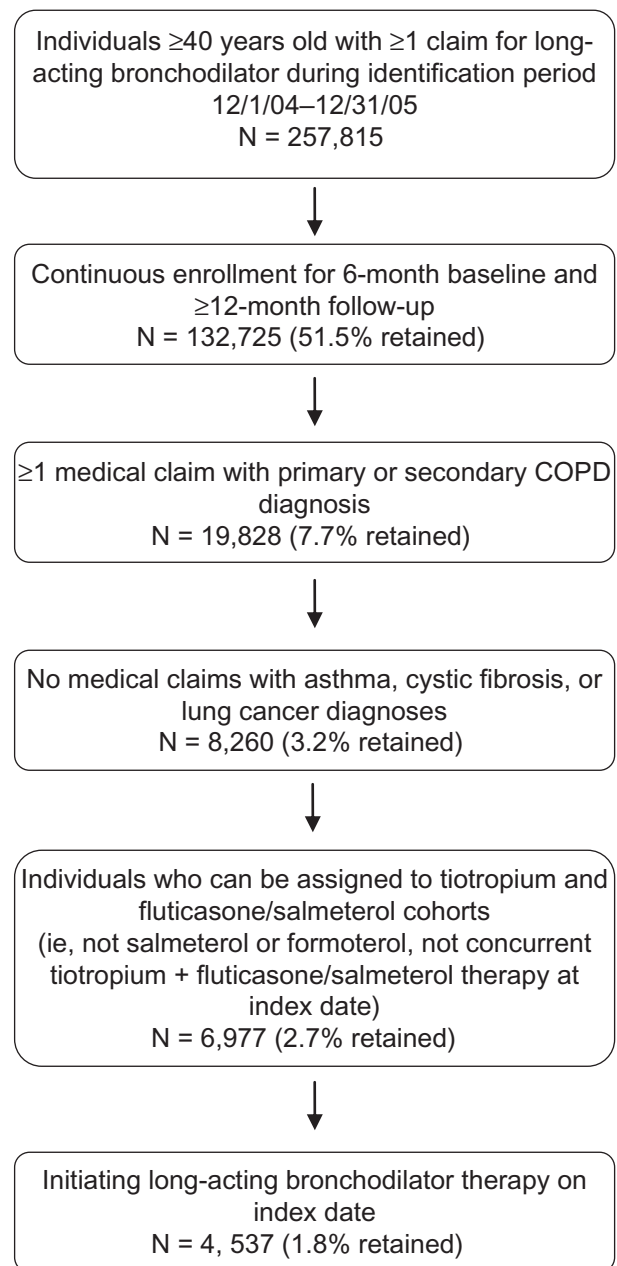 Individuals ≥40 years old with ≥1 claim for long-
acting bronchodilator during identification period
12/1/04–12/31/05
N = 257,815
Continuous enrollment for 6-month baseline and
≥12-month follow-up
N = 132,725 (51.5% retained)
≥1 medical claim with primary or secondary COPD
diagnosis
N = 19,828 (7.7% retained)
No medical claims with asthma, cystic fibrosis, or
lung cancer diagnoses
N = 8,260 (3.2% retained)
Individuals who can be assigned to tiotropium and
fluticasone/salmeterol cohorts
(ie, not salmeterol or formoterol, not concurrent
tiotropium + fluticasone/salmeterol therapy at
index date)
N = 6,977 (2.7% retained)
Initiating long-acting bronchodilator therapy on
index date
N = 4, 537 (1.8% retained)